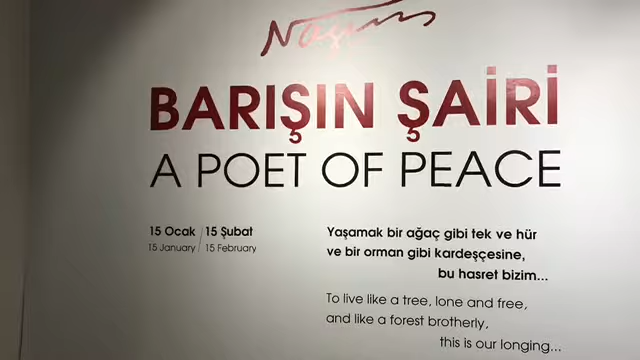 Nâzım
BARIŞIN ŞAİRİ
A POET OF PEACE
15 Ocak / 15 Şubat
15 January / 15 February
Yaşamak bir ağaç gibi tek ve hür
ve bir orman gibi kardeşçesine,
bu hasret bizim...
To live like a tree, lone and free,
and like a forest brotherly,
this is our longing...